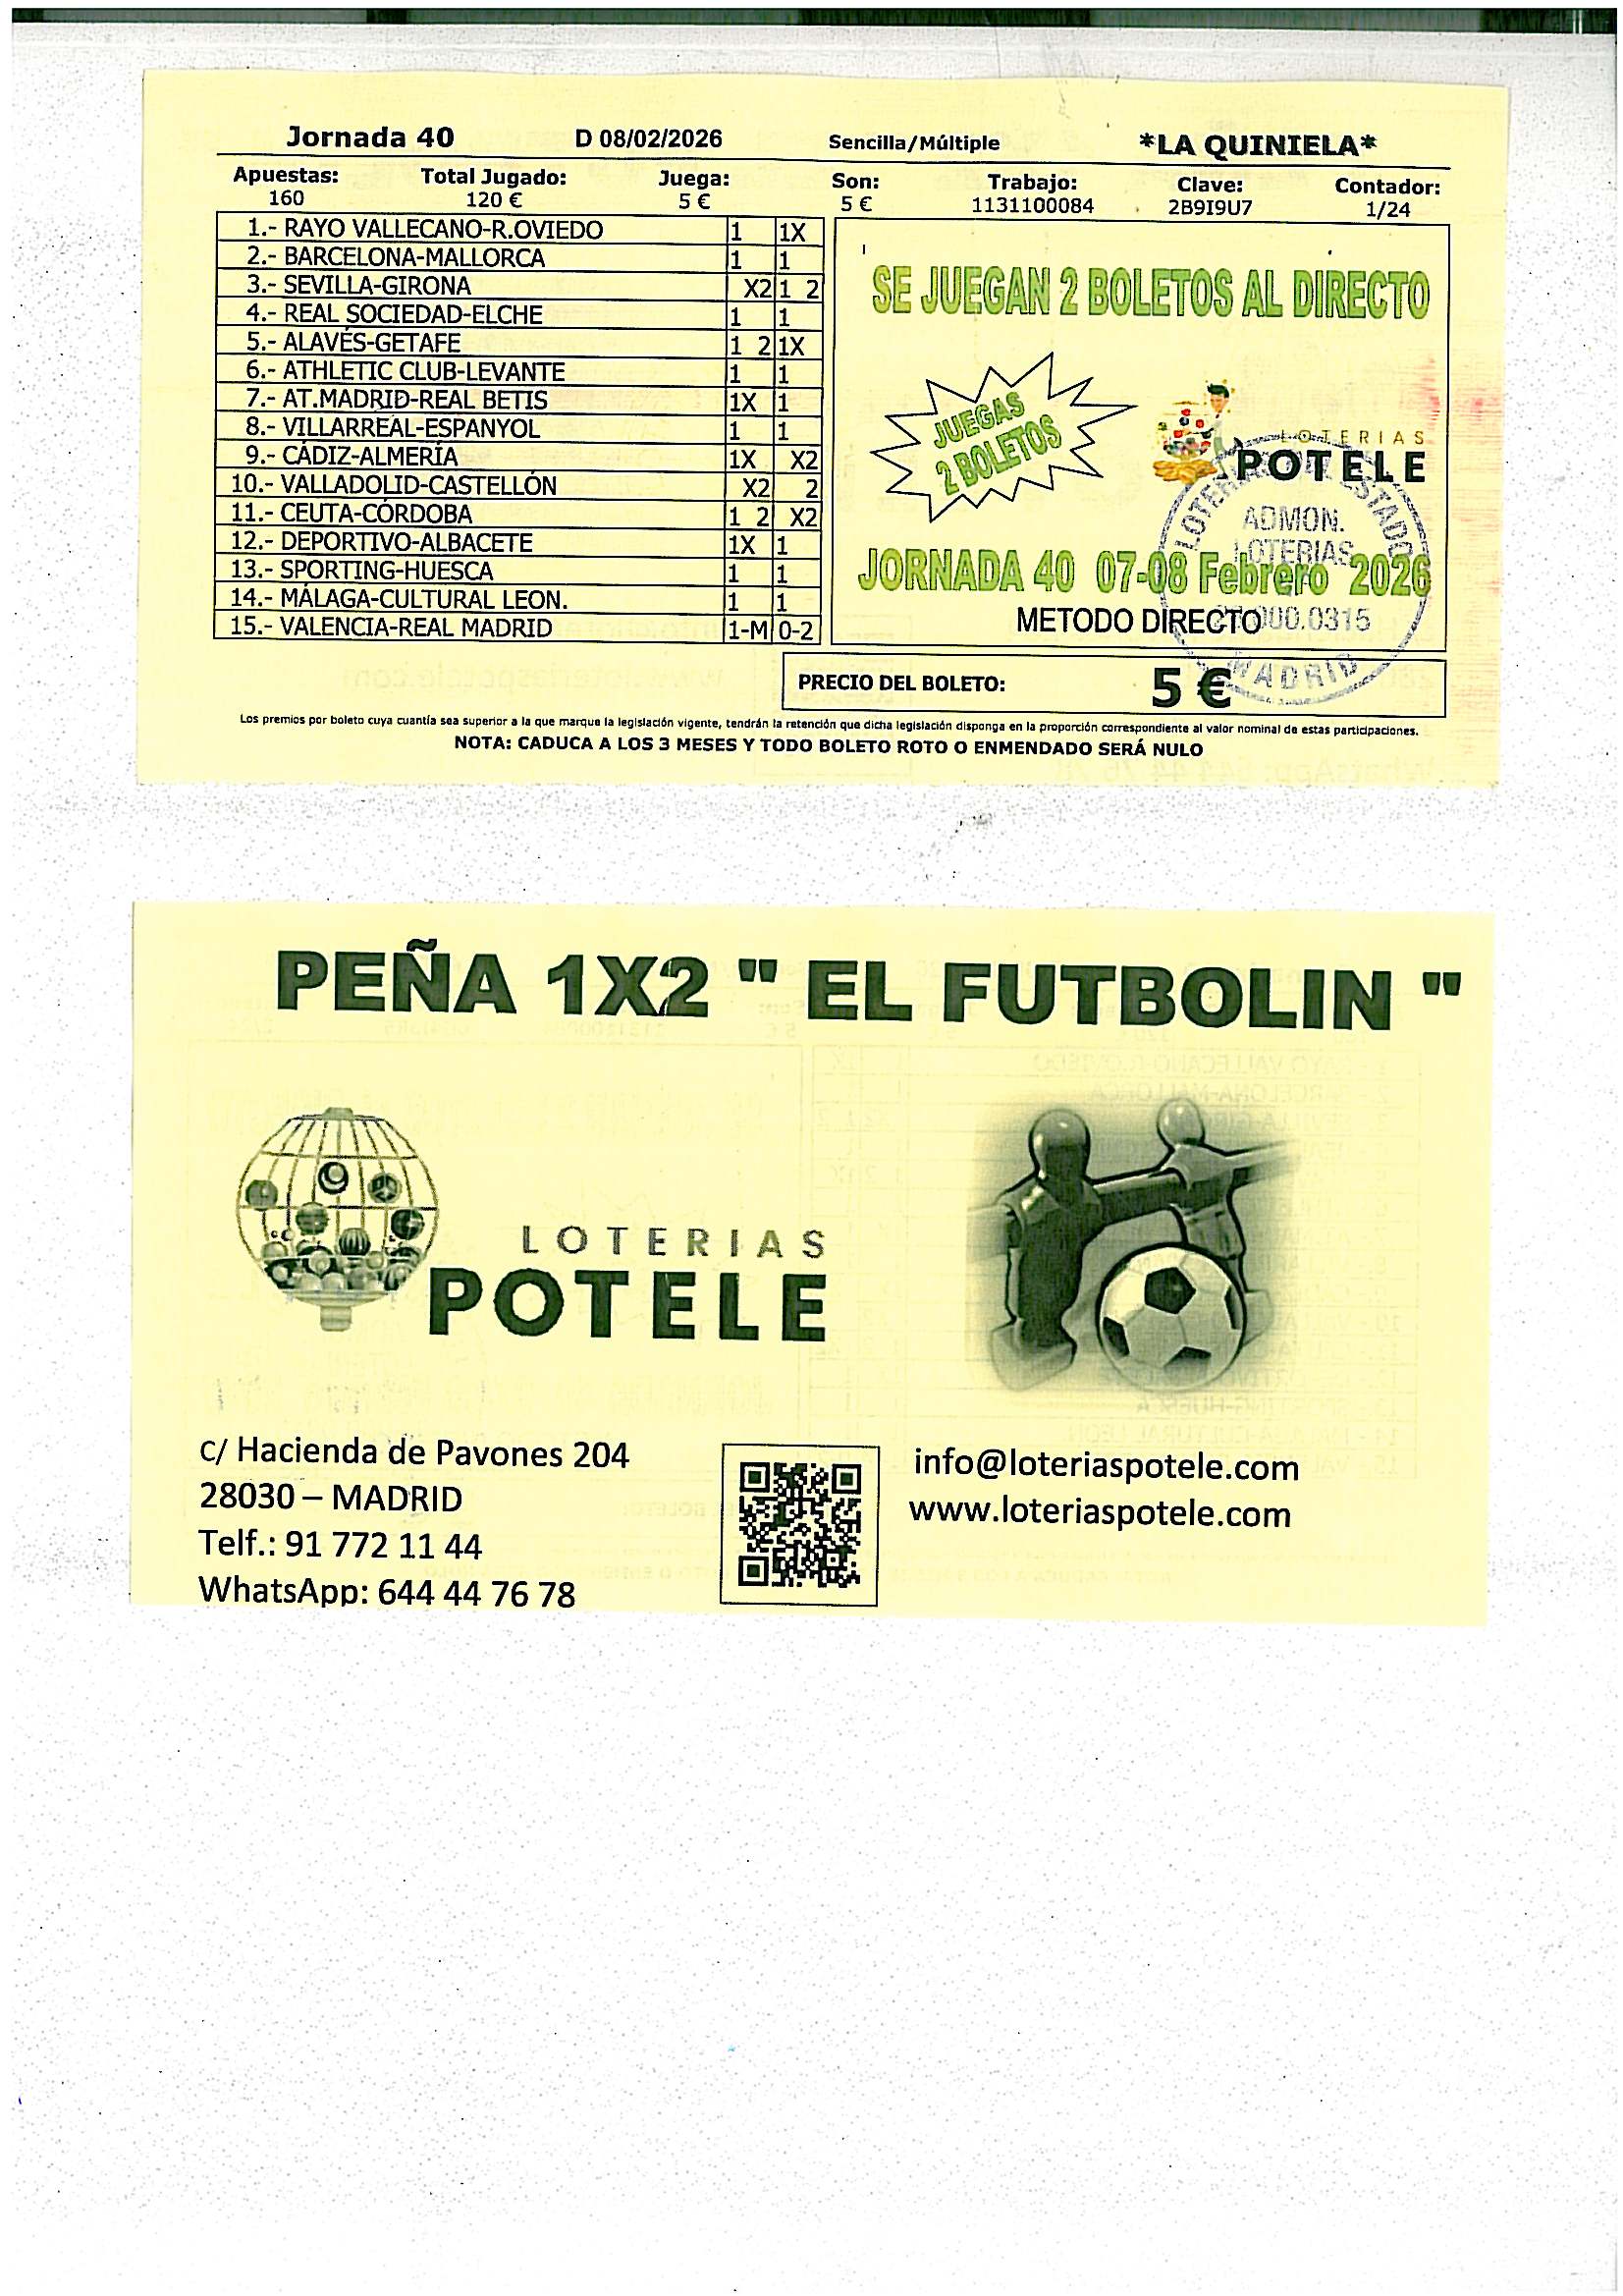 Jornada 40 D 08/02/2026 Sencilla/Múltiple *LA QUINIELA*
Apuestas: Total Jugado: Juega: Son: Trabajo: Clave: Contador:
160 120 € 5 € 5 € 1131100084 2B9I9U7 1/24
1.- RAYO VALLECANO-R.OVIEDO 1 1X
2.- BARCELONA-MALLORCA 1 1
3.- SEVILLA-GIRONA X2 1 2
4.- REAL SOCIEDAD-ELCHE 1 1
5.- ALAVÉS-GETAFE 1 2 1X
6.- ATHLETIC CLUB-LEVANTE 1 1
7.- AT.MADRID-REAL BETIS 1X 1
8.- VILLARREAL-ESPANYOL 1 1
9.- CÁDIZ-ALMERÍA 1X X2
10.- VALLADOLID-CASTELLÓN X2 2
11.- CEUTA-CÓRDOBA 1 2 X2
12.- DEPORTIVO-ALBACETE 1X 1
13.- SPORTING-HUESCA 1 1
14.- MÁLAGA-CULTURAL LEON. 1 1
15.- VALENCIA-REAL MADRID 1-M 0-2
SE JUEGAN 2 BOLETOS AL DIRECTO
JUEGAS
2 BOLETOS
LOTERIAS
POTELE
ADMON.
LOTERIAS
000.0315
MADRID
JORNADA 40 07-08 Febrero 2026
METODO DIRECTO
PRECIO DEL BOLETO: 5 €
Los premios por boleto cuya cuantía sea superior a la que marque la legislación vigente, tendrán la retención que dicha legislación disponga en la proporción correspondiente al valor nominal de estas participaciones.
NOTA: CADUCA A LOS 3 MESES Y TODO BOLETO ROTO O ENMENDADO SERÁ NULO
PEÑA 1X2 " EL FUTBOLIN "
LOTERIAS
POTELE
C/ Hacienda de Pavones 204
28030 – MADRID
Telf.: 91 772 11 44
WhatsApp: 644 44 76 78
info@loteriaspotele.com
www.loteriaspotele.com